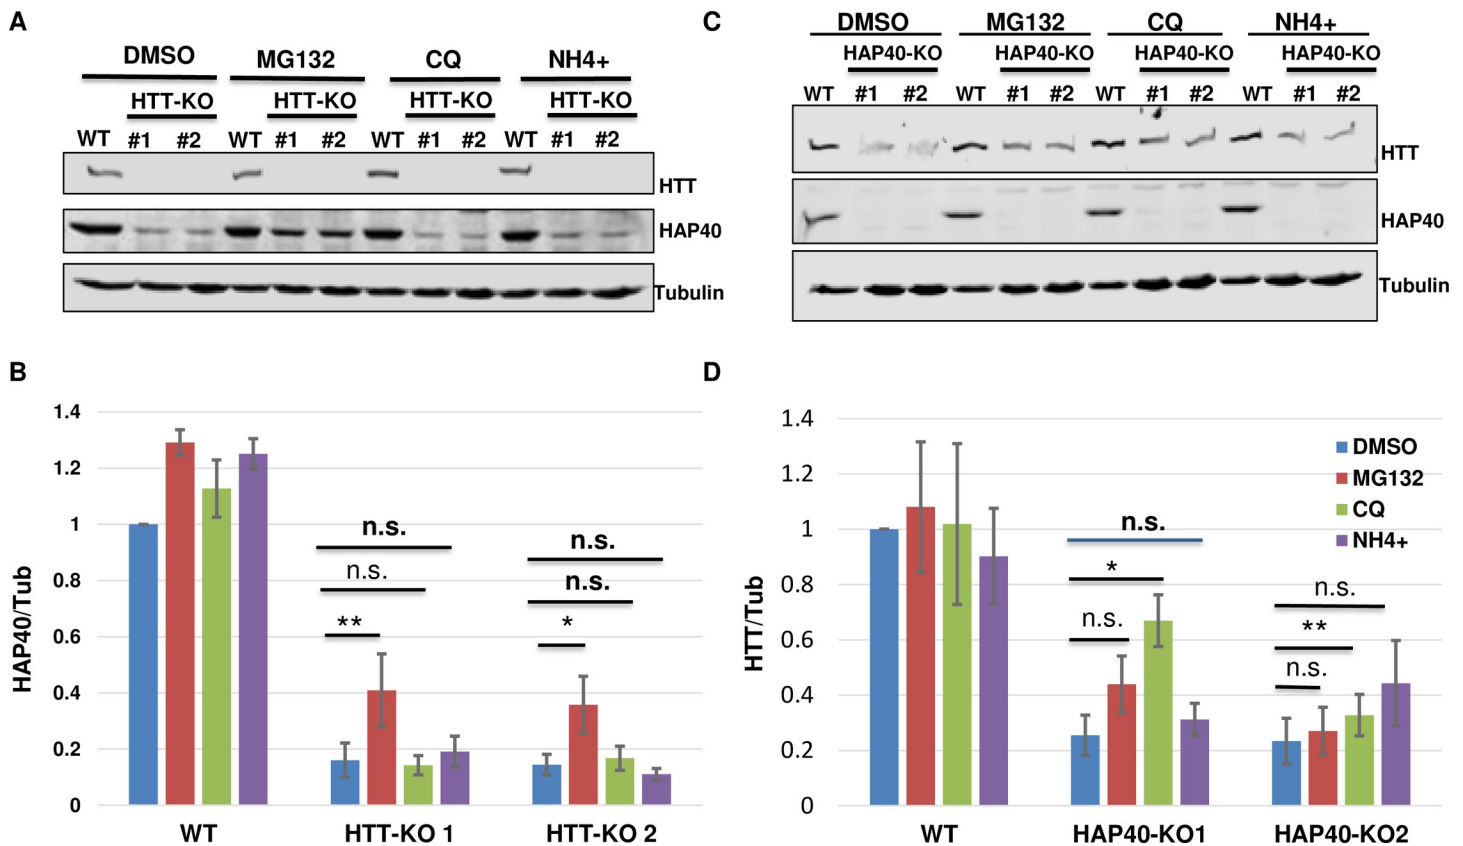 A
DMSO MG132 CQ NH4+
HTT-KO HTT-KO HTT-KO HTT-KO
WT #1 #2 WT #1 #2 WT #1 #2 WT #1 #2
HTT
HAP40
Tubulin
C
DMSO MG132 CQ NH4+
HAP40-KO HAP40-KO HAP40-KO HAP40-KO
WT #1 #2 WT #1 #2 WT #1 #2 WT #1 #2
HTT
HAP40
Tubulin
B
HAP40/Tub
1.4
1.2
1
0.8
0.6
0.4
0.2
0
n.s.
n.s.
**
n.s.
n.s.
*
WT HTT-KO 1 HTT-KO 2
D
HTT/Tub
1.4
1.2
1
0.8
0.6
0.4
0.2
0
DMSO
MG132
CQ
NH4+
n.s.
*
n.s.
n.s.
**
n.s.
WT HAP40-KO1 HAP40-KO2